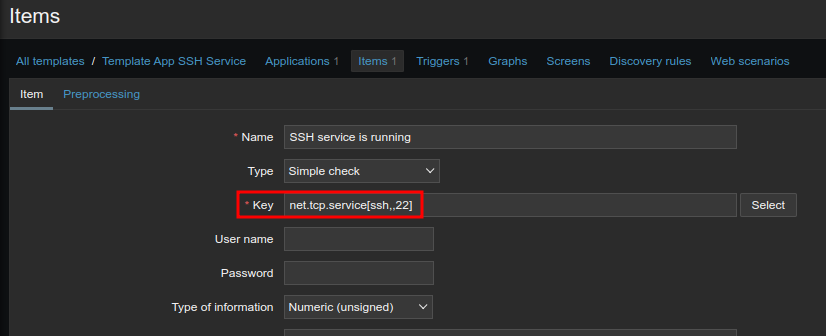 Items
All templates / Template App SSH Service Applications 1 Items 1 Triggers 1 Graphs Screens Discovery rules Web scenarios
Item Preprocessing
* Name SSH service is running
Type Simple check
* Key net.tcp.service[ssh,,22] Select
User name
Password
Type of information Numeric (unsigned)